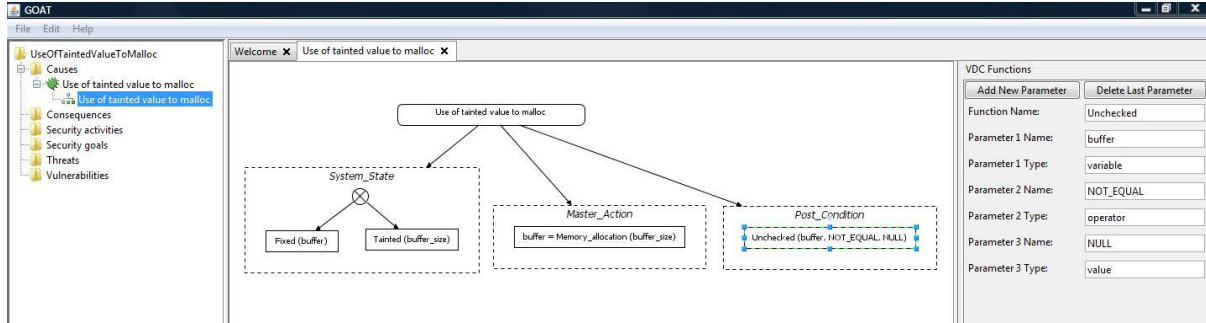 GOAT
File Edit Help
UseOfTaintedValueToMalloc
Causes
Use of tainted value to malloc
Use of tainted value to malloc
Consequences
Security activities
Security goals
Threats
Vulnerabilities
Welcome X Use of tainted value to malloc X
Use of tainted value to malloc
System_State
Fixed (buffer)
Tainted (buffer_size)
Master_Action
buffer = Memory_allocation (buffer_size)
Post_Condition
Unchecked (buffer, NOT_EQUAL, NULL)
VDC Functions
Add New Parameter Delete Last Parameter
Function Name: Unchecked
Parameter 1 Name: buffer
Parameter 1 Type: variable
Parameter 2 Name: NOT_EQUAL
Parameter 2 Type: operator
Parameter 3 Name: NULL
Parameter 3 Type: value